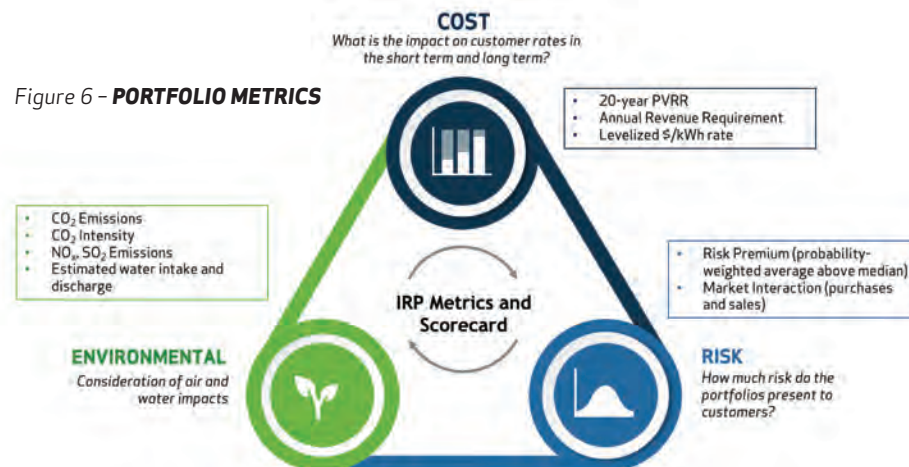 COST
What is the impact on customer rates in
the short term and long term?
Figure 6 – PORTFOLIO METRICS
• 20-year PVRR
• Annual Revenue Requirement
• Levelized $/kWh rate
• CO₂ Emissions
• CO₂ Intensity
• NOₓ, SO₂ Emissions
• Estimated water intake and
discharge
• Risk Premium (probability-
weighted average above median)
• Market Interaction (purchases
and sales)
IRP Metrics and
Scorecard
ENVIRONMENTAL
Consideration of air and
water impacts
RISK
How much risk do the
portfolios present to
customers?